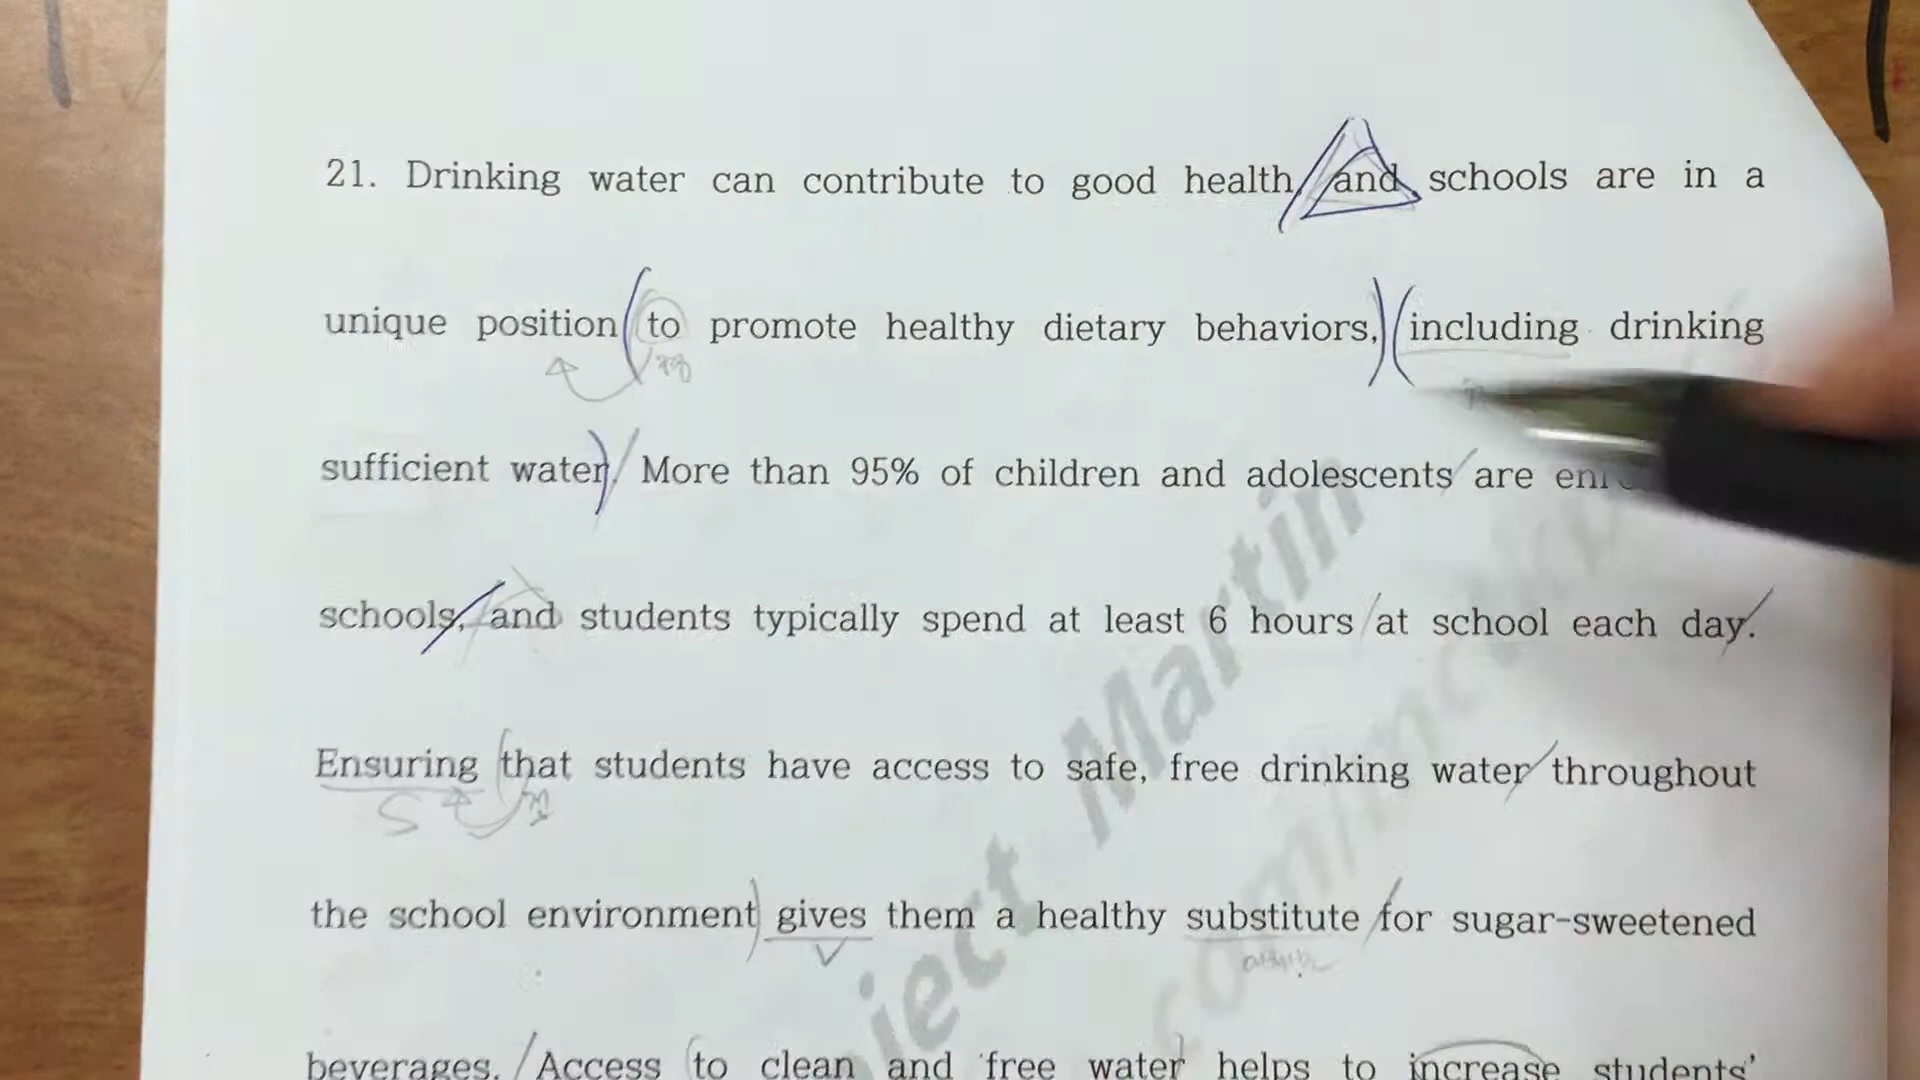 21. Drinking water can contribute to good health, and schools are in a
unique position to promote healthy dietary behaviors, including drinking
sufficient water. More than 95% of children and adolescents are
schools, and students typically spend at least 6 hours at school each day.
Ensuring that students have access to safe, free drinking water throughout
S
the school environment gives them a healthy substitute for sugar-sweetened
V
beverages. Access to clean and free water helps to increase students'
ject Martin